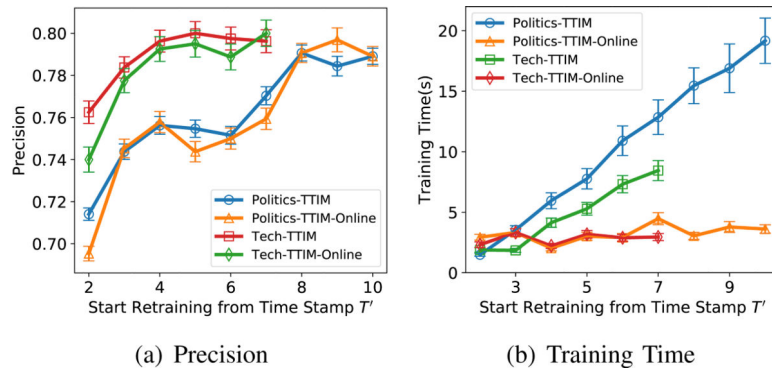 0.80
0.78
0.76
0.74
0.72
0.70
Precision
2 4 6 8 10
Start Retraining from Time Stamp T′
Politics-TTIM
Politics-TTIM-Online
Tech-TTIM
Tech-TTIM-Online
(a) Precision
20
15
10
5
0
Training Time(s)
3 5 7 9
Start Retraining from Time Stamp T′
Politics-TTIM
Politics-TTIM-Online
Tech-TTIM
Tech-TTIM-Online
(b) Training Time